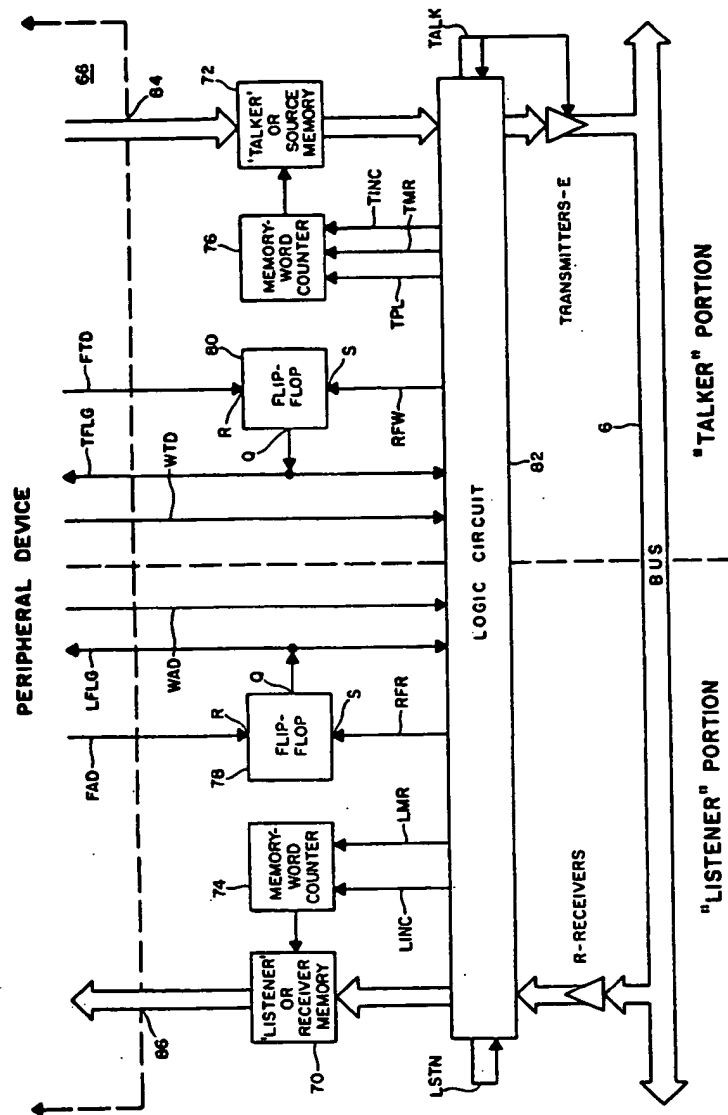 PERIPHERAL DEVICE
66
86
84
FAD
LFLG
WAD
WTD
TFLG
FTD
70
'LISTENER'
OR
RECEIVER
MEMORY
74
MEMORY-
WORD
COUNTER
78
FLIP-
FLOP
R
Q
S
80
FLIP-
FLOP
R
Q
S
76
MEMORY-
WORD
COUNTER
72
'TALKER'
OR
SOURCE
MEMORY
LINC
LMR
RFR
RFW
TPL
TMR
TINC
LSTN
LOGIC CIRCUIT
82
TALK
R-RECEIVERS
TRANSMITTERS-E
BUS
6
"LISTENER" PORTION
"TALKER" PORTION